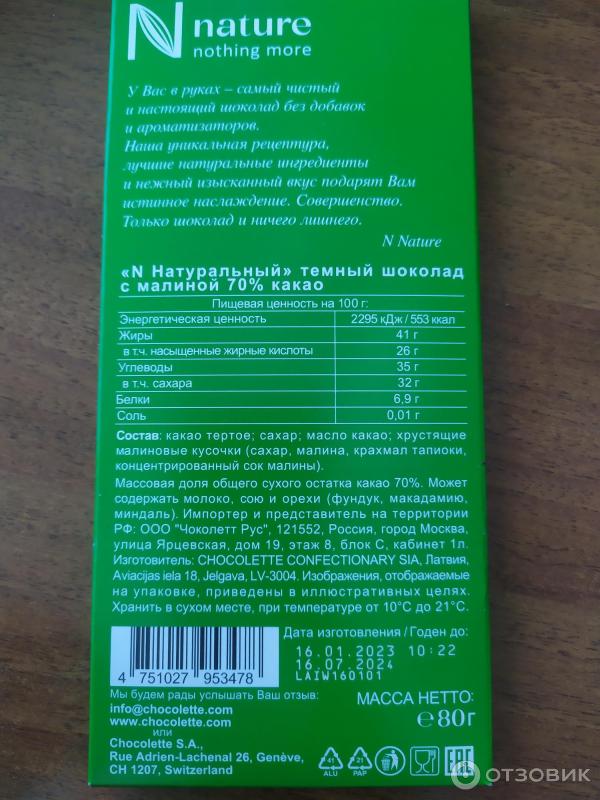 N nature
nothing more
У Вас в руках – самый чистый
и настоящий шоколад без добавок
и ароматизаторов.
Наша уникальная рецептура,
лучшие натуральные ингредиенты
и нежный изысканный вкус подарят Вам
истинное наслаждение. Совершенство.
Только шоколад и ничего лишнего.
N Nature
«N Натуральный» темный шоколад
с малиной 70% какао
Пищевая ценность на 100 г:
Энергетическая ценность 2295 кДж / 553 ккал
Жиры 41 г
в т.ч. насыщенные жирные кислоты 26 г
Углеводы 35 г
в т.ч. сахара 32 г
Белки 6,9 г
Соль 0,01 г
Состав: какао тертое; сахар; масло какао; хрустящие
малиновые кусочки (сахар, малина, крахмал тапиоки,
концентрированный сок малины).
Массовая доля общего сухого остатка какао 70%. Может
содержать молоко, сою и орехи (фундук, макадамию,
миндаль). Импортер и представитель на территории
РФ: ООО "Чоколетт Рус", 121552, Россия, город Москва,
улица Ярцевская, дом 19, этаж 8, блок С, кабинет 1л.
Изготовитель: CHOCOLETTE CONFECTIONARY SIA, Латвия,
Aviacijas iela 18, Jelgava, LV-3004. Изображения, отображаемые
на упаковке, приведены в иллюстративных целях.
Хранить в сухом месте, при температуре от 10°C до 21°C.
Дата изготовления / Годен до:
16.01.2023 10:22
16.07.2024
LAIW160101
4 751027 953478
Мы будем рады услышать Ваш отзыв:
info@chocolette.com
www.chocolette.com
или
Chocolette S.A.,
Rue Adrien-Lachenal 26, Genève,
CH 1207, Switzerland
МАССА НЕТТО:
℮80г
41
ALU
21
PAP
EAC
ОТЗОВИК